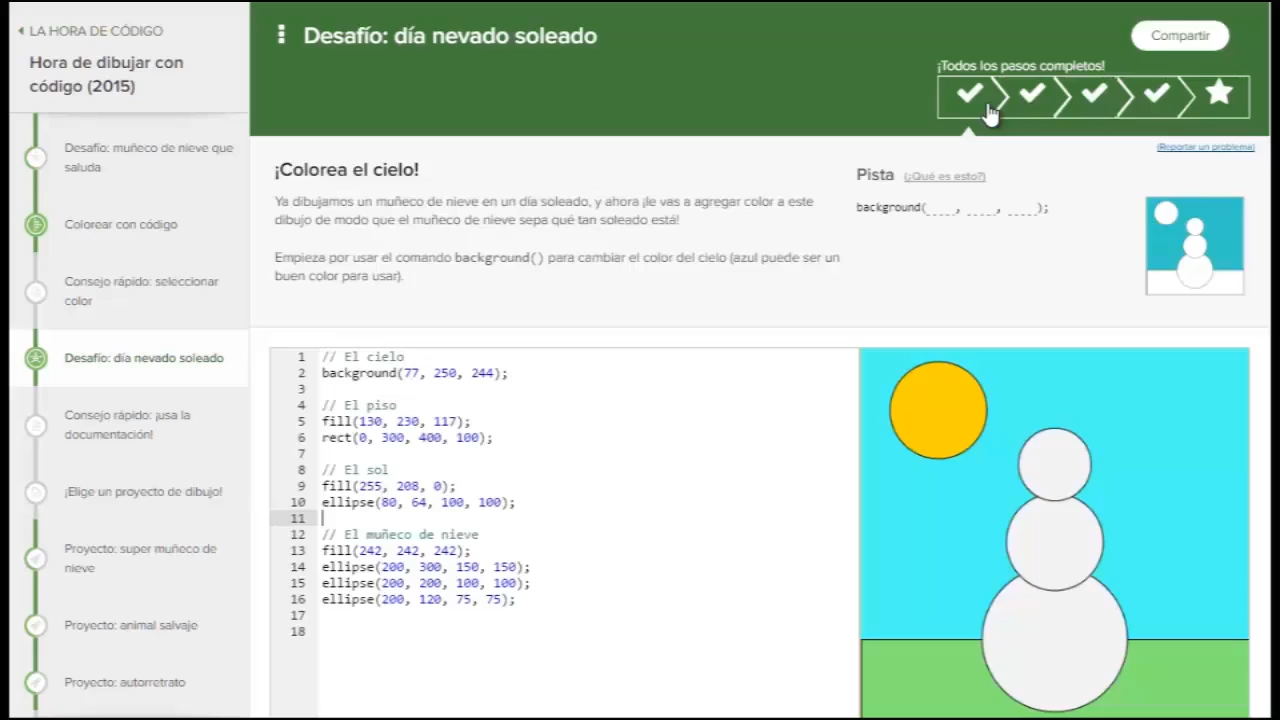 LA HORA DE CÓDIGO
Hora de dibujar con
código (2015)
Desafío: muñeco de nieve que
saluda
Colorear con código
Consejo rápido: seleccionar
color
Desafío: día nevado soleado
Consejo rápido: ¡usa la
documentación!
¡Elige un proyecto de dibujo!
Proyecto: super muñeco de
nieve
Proyecto: animal salvaje
Proyecto: autorretrato
Desafío: día nevado soleado
Compartir
¡Todos los pasos completos!
(Reportar un problema)
¡Colorea el cielo!
Ya dibujamos un muñeco de nieve en un día soleado, y ahora ¡le vas a agregar color a este
dibujo de modo que el muñeco de nieve sepa qué tan soleado está!
Empieza por usar el comando background() para cambiar el color del cielo (azul puede ser un
buen color para usar).
Pista (¿Qué es esto?)
background(____, ____, ____);
1 // El cielo
2 background(77, 250, 244);
3
4 // El piso
5 fill(130, 230, 117);
6 rect(0, 300, 400, 100);
7
8 // El sol
9 fill(255, 208, 0);
10 ellipse(80, 64, 100, 100);
11
12 // El muñeco de nieve
13 fill(242, 242, 242);
14 ellipse(200, 300, 150, 150);
15 ellipse(200, 200, 100, 100);
16 ellipse(200, 120, 75, 75);
17
18